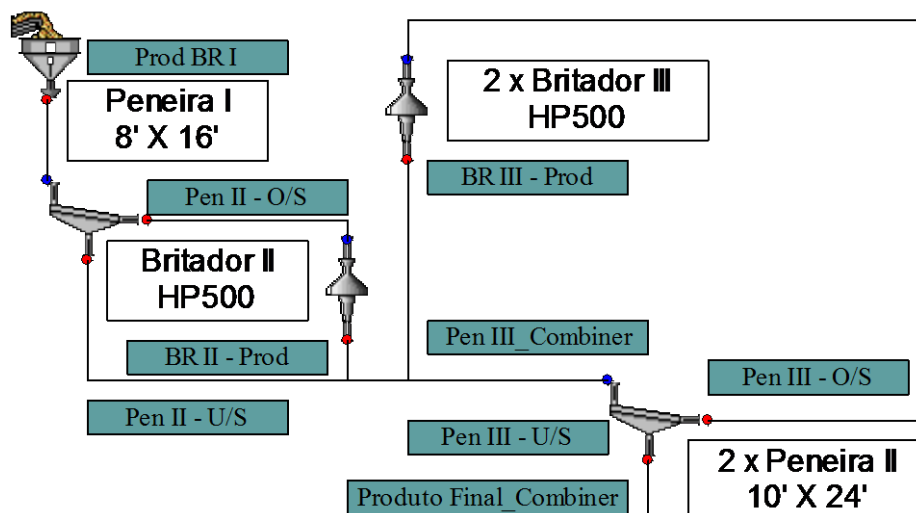 Prod BR I
Peneira I
8' X 16'
2 x Britador III
HP500
BR III - Prod
Pen II - O/S
Britador II
HP500
BR II - Prod
Pen III_Combiner
Pen III - O/S
Pen II - U/S
Pen III - U/S
2 x Peneira II
10' X 24'
Produto Final_Combiner